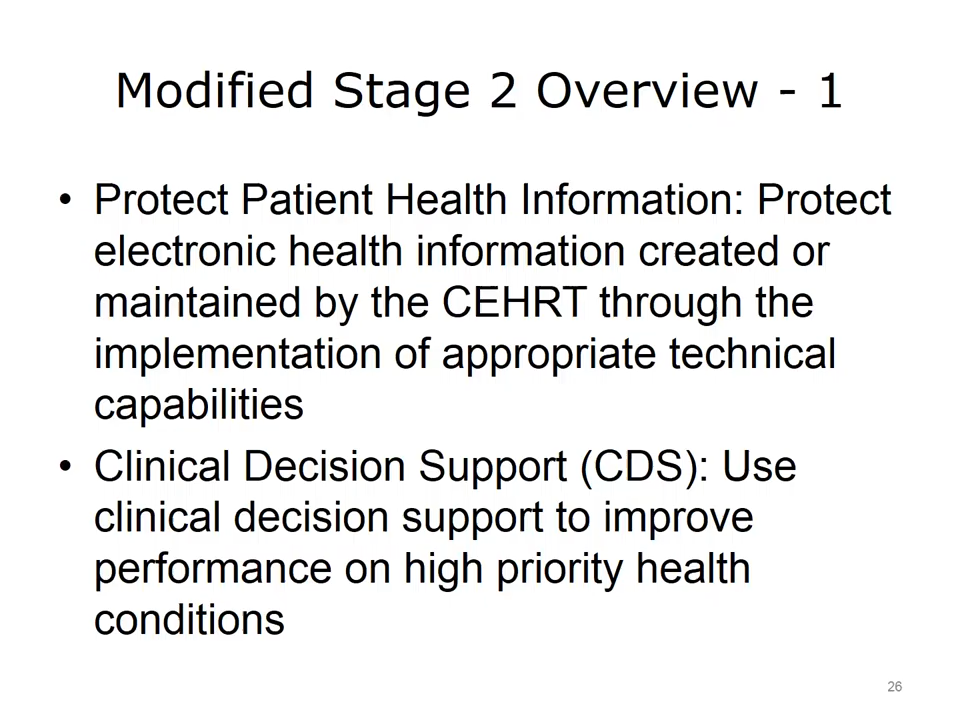 Modified Stage 2 Overview - 1
• Protect Patient Health Information: Protect
electronic health information created or
maintained by the CEHRT through the
implementation of appropriate technical
capabilities
• Clinical Decision Support (CDS): Use
clinical decision support to improve
performance on high priority health
conditions
26